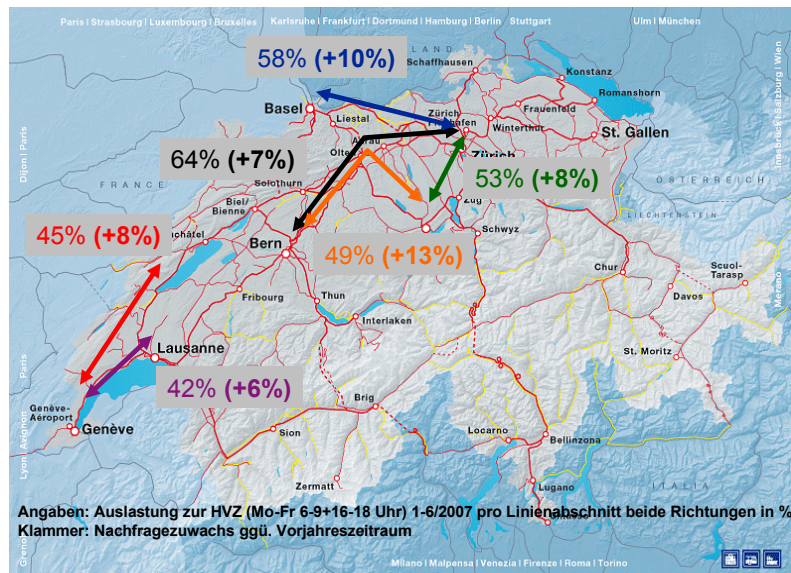 Paris | Strasbourg | Luxembourg | Bruxelles
Karlsruhe | Frankfurt | Dortmund | Hamburg | Berlin
Stuttgart
Ulm | München
58% (+10%)
LAND
Schaffhausen
Konstanz
Romanshorn
Basel
Liestal
Zürich
Frauenfeld
Winterthur
St. Gallen
Innsbruck | Salzburg | Wien
Dijon | Paris
Zürich
64% (+7%)
53% (+8%)
FRANCE
Solothurn
Zug
ÖSTERREICH
Biel/
Bienne
LIECHTENSTEIN
45% (+8%)
Bern
49% (+13%)
Schwyz
Chur
Scuol-
Tarasp
Davos
Merano
Fribourg
Thun
Interlaken
Paris
Lausanne
St. Moritz
42% (+6%)
Genève-
Aéroport
Genève
Brig
Lyon | Avignon
Sion
Locarno
Bellinzona
Zermatt
Lugano
ITALIA
Angaben: Auslastung zur HVZ (Mo-Fr 6-9+16-18 Uhr) 1-6/2007 pro Linienabschnitt beide Richtungen in %
Klammer: Nachfragezuwachs ggü. Vorjahreszeitraum
Milano | Malpensa | Venezia | Firenze | Roma | Torino